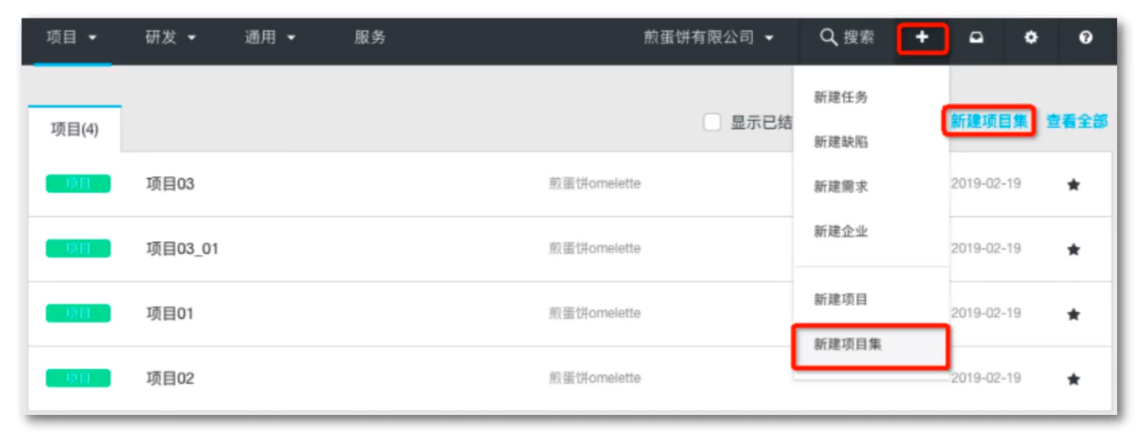 项目 研发 通用 服务 煎蛋饼有限公司 搜索
新建任务
项目(4) 显示已结 新建项目集 查看全部
新建缺陷
项目 项目03 煎蛋饼omelette 新建需求 2019-02-19
新建企业
项目 项目03_01 煎蛋饼omelette 2019-02-19
新建项目
项目 项目01 煎蛋饼omelette 2019-02-19
新建项目集
项目 项目02 煎蛋饼omelette 2019-02-19